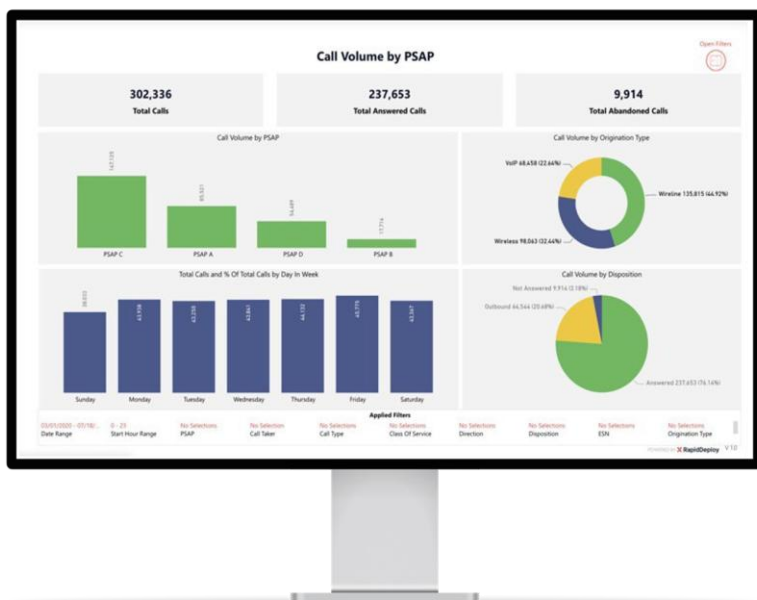 Call Volume by PSAP
Open Filters
302,336
Total Calls
237,653
Total Answered Calls
9,914
Total Abandoned Calls
Call Volume by PSAP
PSAP C
PSAP A
PSAP D
PSAP B
Call Volume by Origination Type
VoIP 68,458 (22.64%)
Wireline 135,815 (44.92%)
Wireless 98,063 (32.44%)
Total Calls and % Of Total Calls by Day In Week
Sunday
Monday
Tuesday
Wednesday
Thursday
Friday
Saturday
Call Volume by Disposition
Not Answered 9,914 (3.18%)
Outbound
Answered 237,653 (76.14%)
Applied Filters
0 - 23
No Selections
No Selection
No Selections
No Selections
No Selections
No Selections
No Selections
No Selections
Date Range
Start Hour Range
PSAP
Call Taker
Call Type
Class Of Service
Direction
Disposition
ESN
Origination Type
POWERED BY RapidDeploy V 1.0